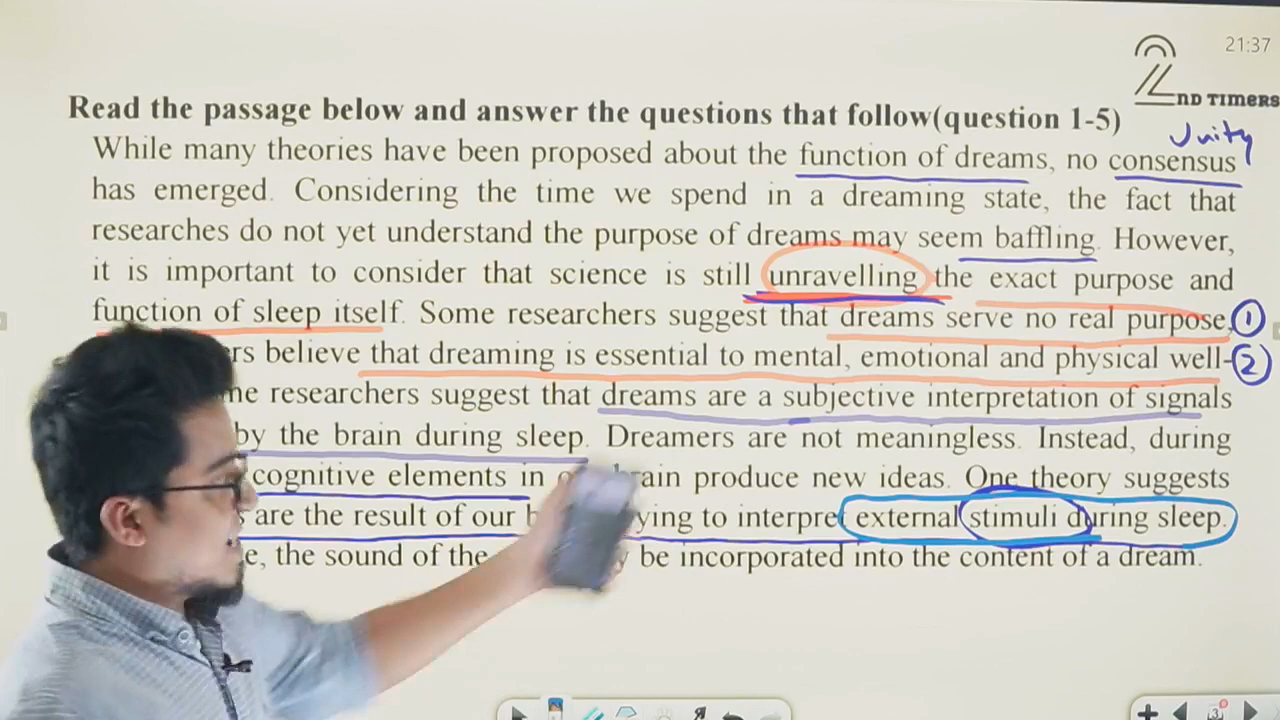 21:37
ND TIMERS
Read the passage below and answer the questions that follow(question 1-5)
Unity
While many theories have been proposed about the function of dreams, no consensus
has emerged. Considering the time we spend in a dreaming state, the fact that
researches do not yet understand the purpose of dreams may seem baffling. However,
it is important to consider that science is still unravelling the exact purpose and
function of sleep itself. Some researchers suggest that dreams serve no real purpose, 1
believe that dreaming is essential to mental, emotional and physical well- 2
researchers suggest that dreams are a subjective interpretation of signals
by the brain during sleep. Dreamers are not meaningless. Instead, during
cognitive elements in brain produce new ideas. One theory suggests
are the result of our to interpret external stimuli during sleep.
the sound of the be incorporated into the content of a dream.